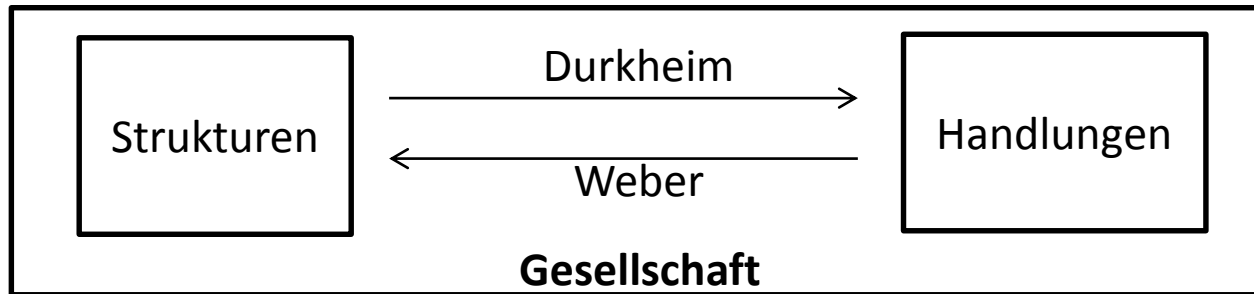 Durkheim
Strukturen
Handlungen
Weber
Gesellschaft